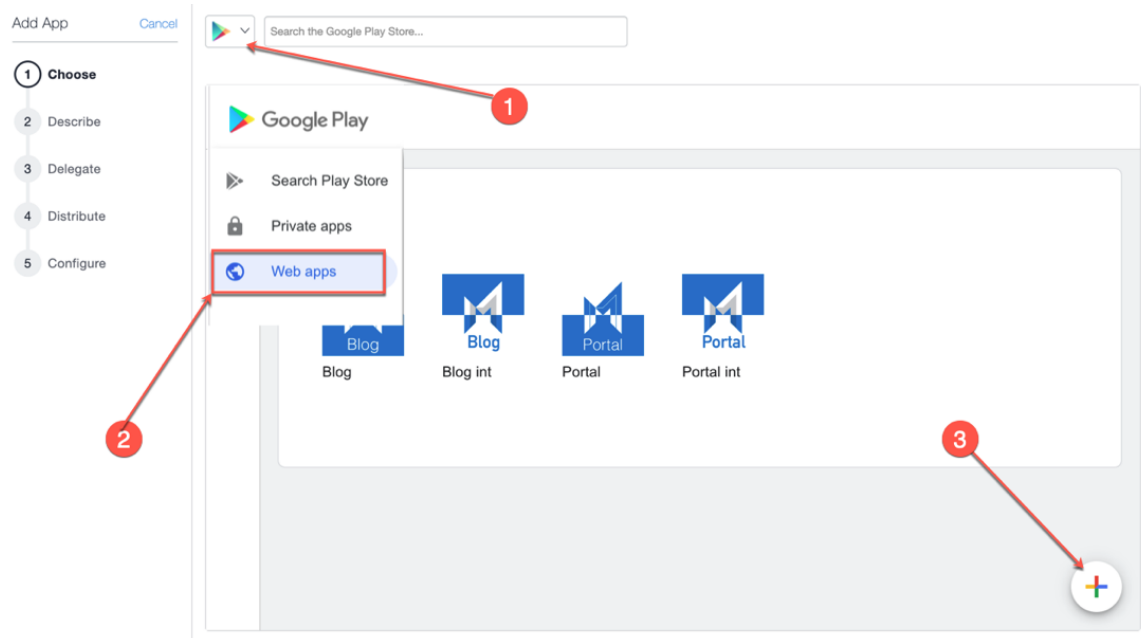 Add App
Cancel
1 Choose
2 Describe
3 Delegate
4 Distribute
5 Configure
Search the Google Play Store...
1
Google Play
Search Play Store
Private apps
Web apps
Blog
Blog
Portal
Portal
Blog
Blog int
Portal
Portal int
2
3